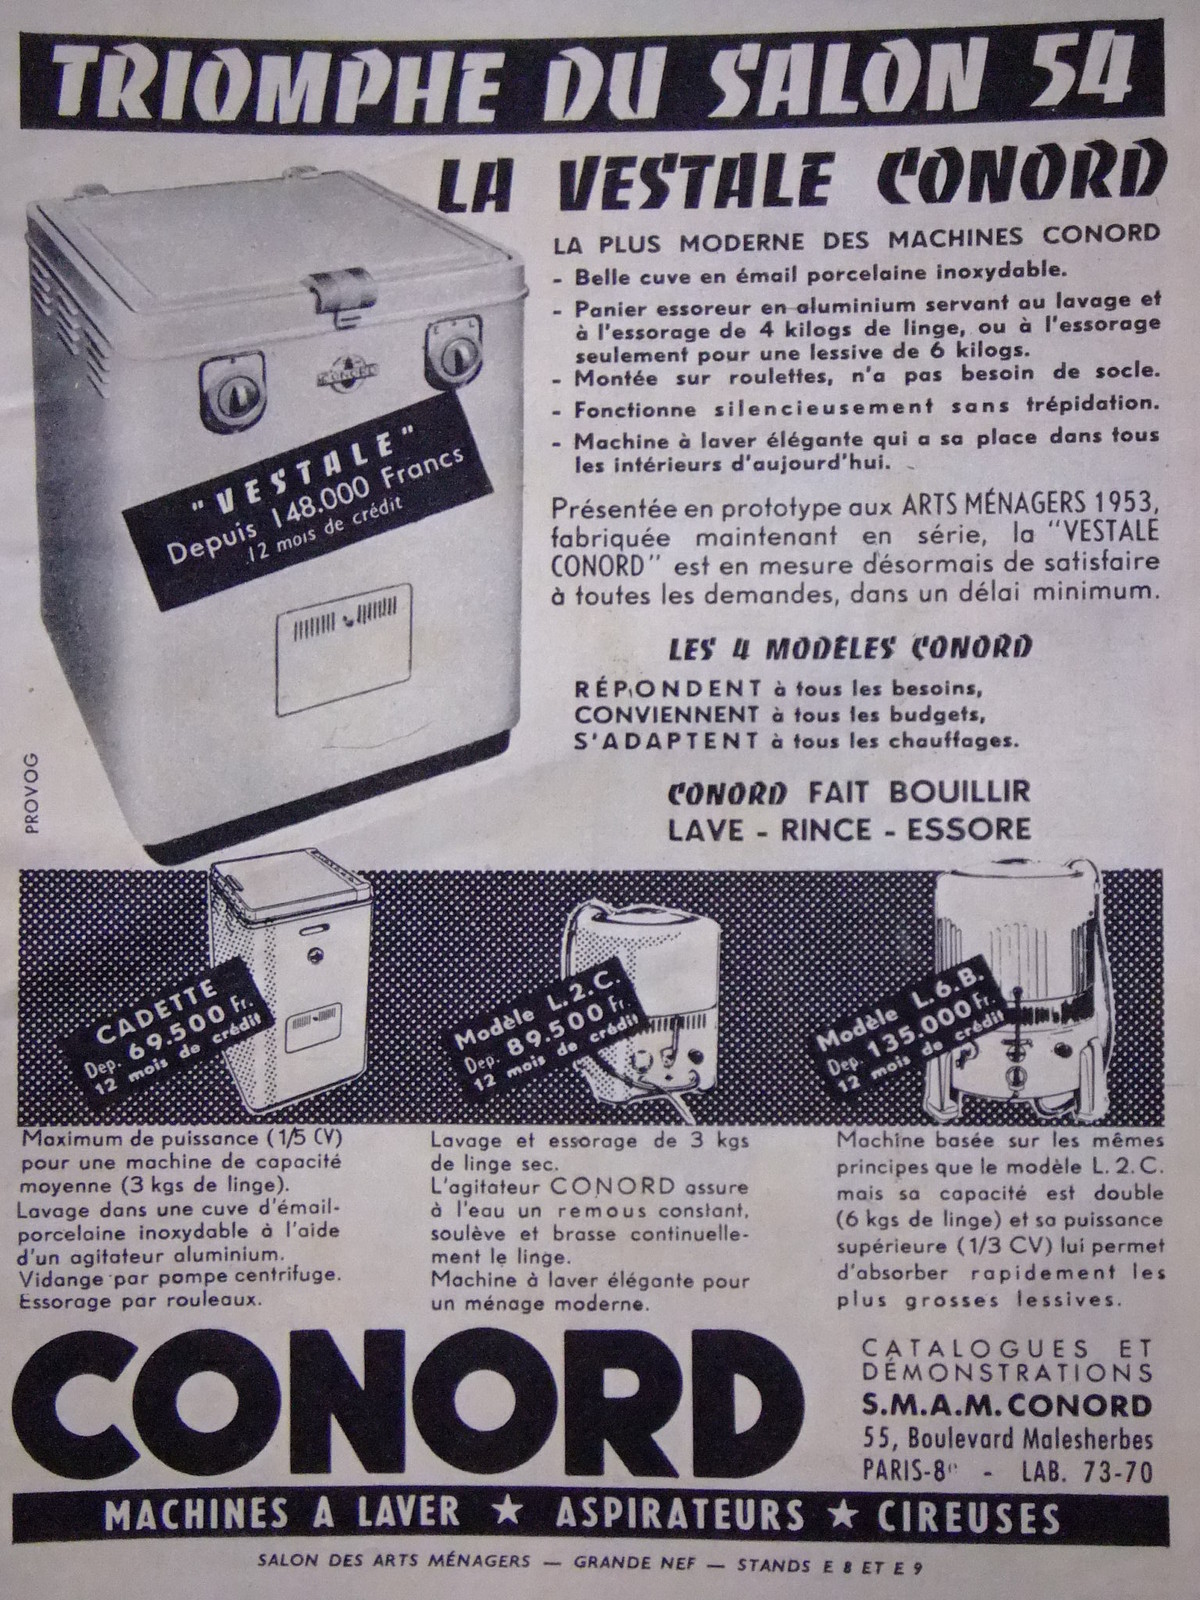 TRIOMPHE DU SALON 54
LA VESTALE CONORD
LA PLUS MODERNE DES MACHINES CONORD
- Belle cuve en émail porcelaine inoxydable.
- Panier essoreur en aluminium servant au lavage et
à l'essorage de 4 kilogs de linge, ou à l'essorage
seulement pour une lessive de 6 kilogs.
- Montée sur roulettes, n'a pas besoin de socle.
- Fonctionne silencieusement sans trépidation.
- Machine à laver élégante qui a sa place dans tous
les intérieurs d'aujourd'hui.
"VESTALE"
Depuis 148.000 Francs
12 mois de crédit
Présentée en prototype aux ARTS MÉNAGERS 1953,
fabriquée maintenant en série, la "VESTALE
CONORD" est en mesure désormais de satisfaire
à toutes les demandes, dans un délai minimum.
LES 4 MODÈLES CONORD
RÉPONDENT à tous les besoins,
CONVIENNENT à tous les budgets,
S'ADAPTENT à tous les chauffages.
CONORD FAIT BOUILLIR
LAVE - RINCE - ESSORE
PROVOG
CADETTE
Dep. 69.500 Fr.
12 mois de crédit
Modèle L.2.C.
Dep. 89.500 Fr.
12 mois de crédit
Modèle L.6.B.
Dep. 135.000 Fr.
12 mois de crédit
Maximum de puissance (1/5 CV)
pour une machine de capacité
moyenne (3 kgs de linge).
Lavage dans une cuve d'émail-
porcelaine inoxydable à l'aide
d'un agitateur aluminium.
Vidange par pompe centrifuge.
Essorage par rouleaux.
Lavage et essorage de 3 kgs
de linge sec.
L'agitateur CONORD assure
à l'eau un remous constant,
soulève et brasse continuelle-
ment le linge.
Machine à laver élégante pour
un ménage moderne.
Machine basée sur les mêmes
principes que le modèle L. 2. C.
mais sa capacité est double
(6 kgs de linge) et sa puissance
supérieure (1/3 CV) lui permet
d'absorber rapidement les
plus grosses lessives.
CONORD
CATALOGUES ET
DÉMONSTRATIONS
S.M.A.M. CONORD
55, Boulevard Malesherbes
PARIS-8e - LAB. 73-70
MACHINES A LAVER ★ ASPIRATEURS ★ CIREUSES
SALON DES ARTS MÉNAGERS — GRANDE NEF — STANDS E 8 ET E 9